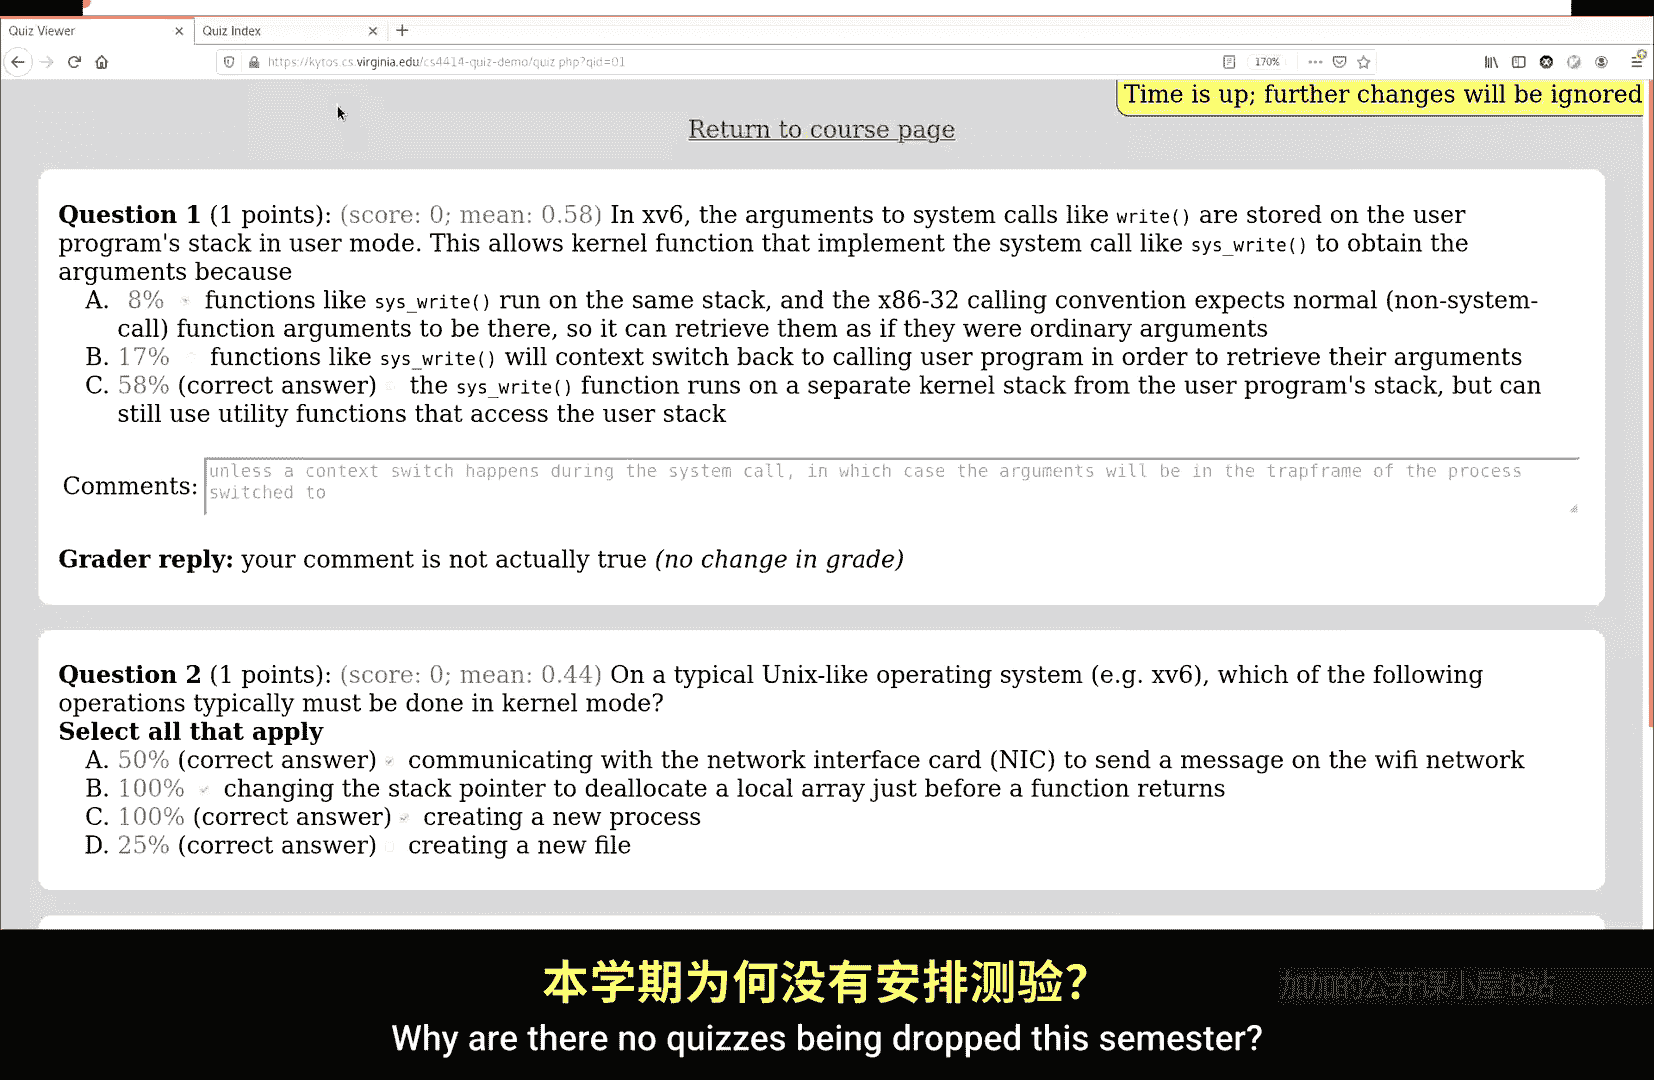 Quiz Viewer
Quiz Index
https://kytos.cs.virginia.edu/cs4414-quiz-demo/quiz.php?qid=01
170%
Time is up; further changes will be ignored
Return to course page
Question 1 (1 points): (score: 0; mean: 0.58) In xv6, the arguments to system calls like write() are stored on the user
program's stack in user mode. This allows kernel function that implement the system call like sys_write() to obtain the
arguments because
A. 8% functions like sys_write() run on the same stack, and the x86-32 calling convention expects normal (non-system-
call) function arguments to be there, so it can retrieve them as if they were ordinary arguments
B. 17% functions like sys_write() will context switch back to calling user program in order to retrieve their arguments
C. 58% (correct answer) the sys_write() function runs on a separate kernel stack from the user program's stack, but can
still use utility functions that access the user stack
Comments: unless a context switch happens during the system call, in which case the arguments will be in the trapframe of the process
switched to
Grader reply: your comment is not actually true (no change in grade)
Question 2 (1 points): (score: 0; mean: 0.44) On a typical Unix-like operating system (e.g. xv6), which of the following
operations typically must be done in kernel mode?
Select all that apply
A. 50% (correct answer) communicating with the network interface card (NIC) to send a message on the wifi network
B. 100% changing the stack pointer to deallocate a local array just before a function returns
C. 100% (correct answer) creating a new process
D. 25% (correct answer) creating a new file
本学期为何没有安排测验？
加加的公开课小屋 B站
Why are there no quizzes being dropped this semester?